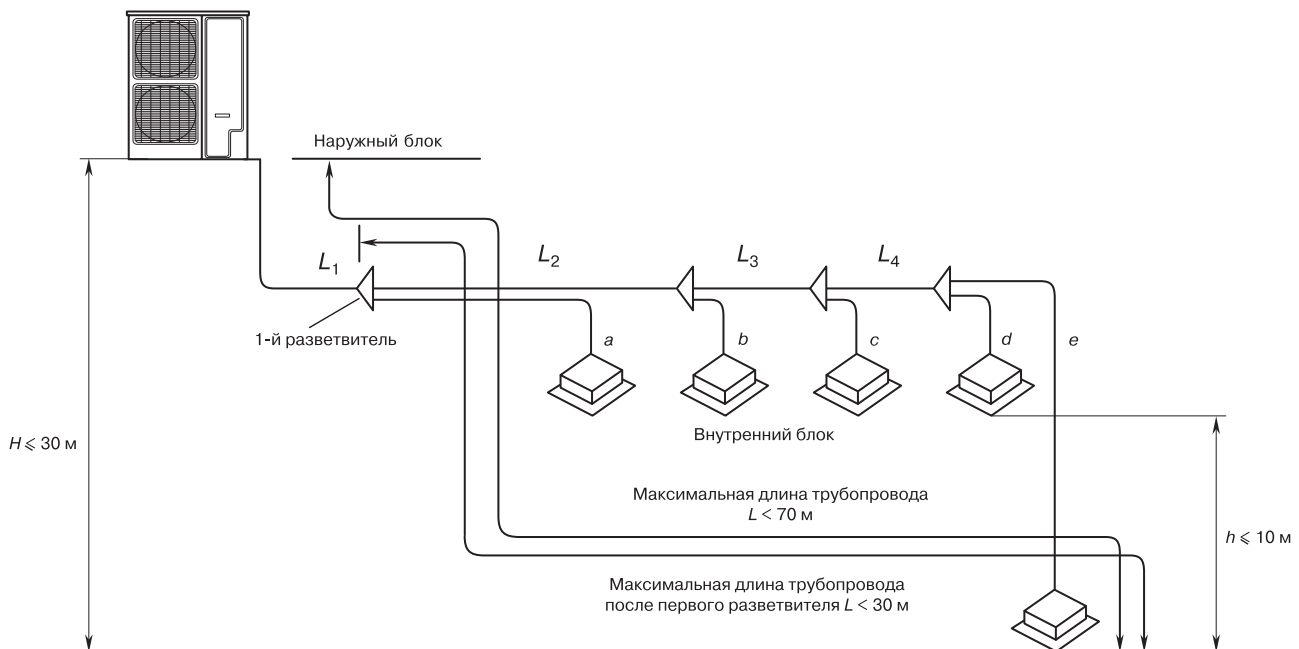 Наружный блок
L1
L2
L3
L4
1-й разветвитель
a
b
c
d
e
Внутренний блок
H ⩽ 30 м
Максимальная длина трубопровода
L < 70 м
h ⩽ 10 м
Максимальная длина трубопровода
после первого разветвителя L < 30 м